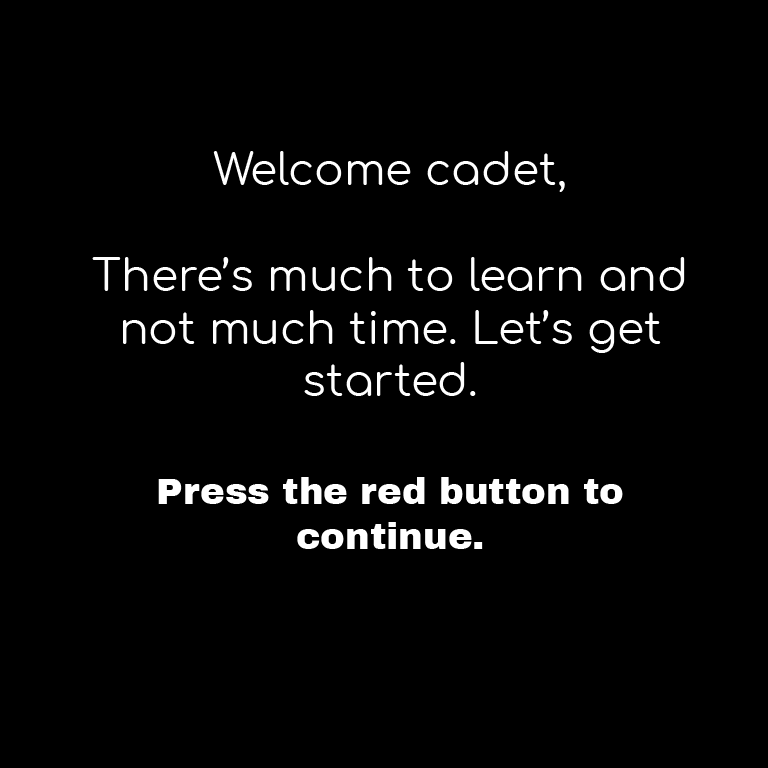 Welcome cadet,
There’s much to learn and
not much time. Let’s get
started.
Press the red button to
continue.